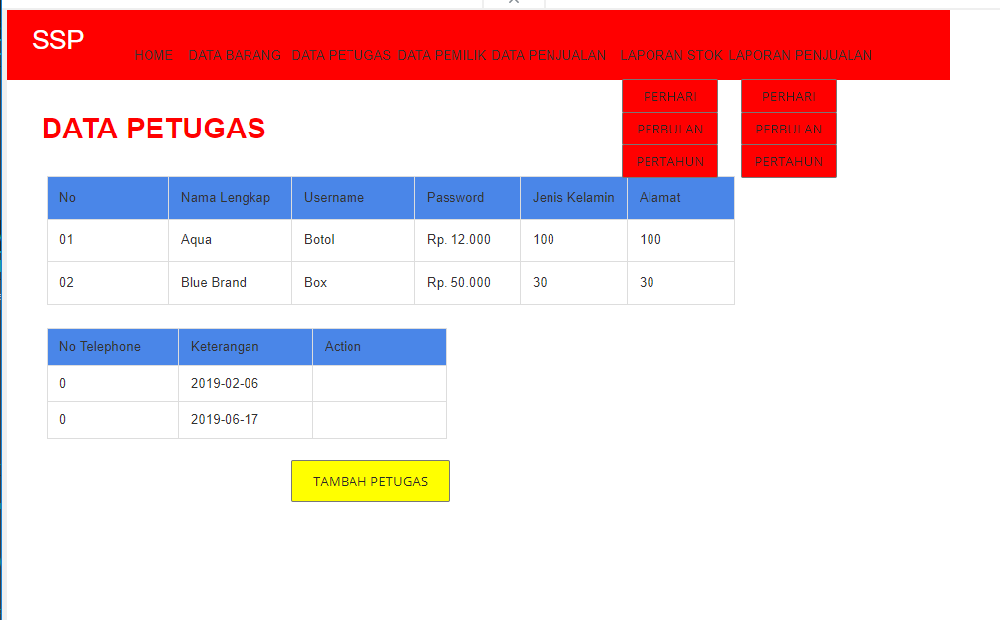 SSP
HOME DATA BARANG DATA PETUGAS DATA PEMILIK DATA PENJUALAN LAPORAN STOK LAPORAN PENJUALAN
PERHARI PERHARI
PERBULAN PERBULAN
PERTAHUN PERTAHUN
DATA PETUGAS
No Nama Lengkap Username Password Jenis Kelamin Alamat
01 Aqua Botol Rp. 12.000 100 100
02 Blue Brand Box Rp. 50.000 30 30
No Telephone Keterangan Action
0 2019-02-06
0 2019-06-17
TAMBAH PETUGAS